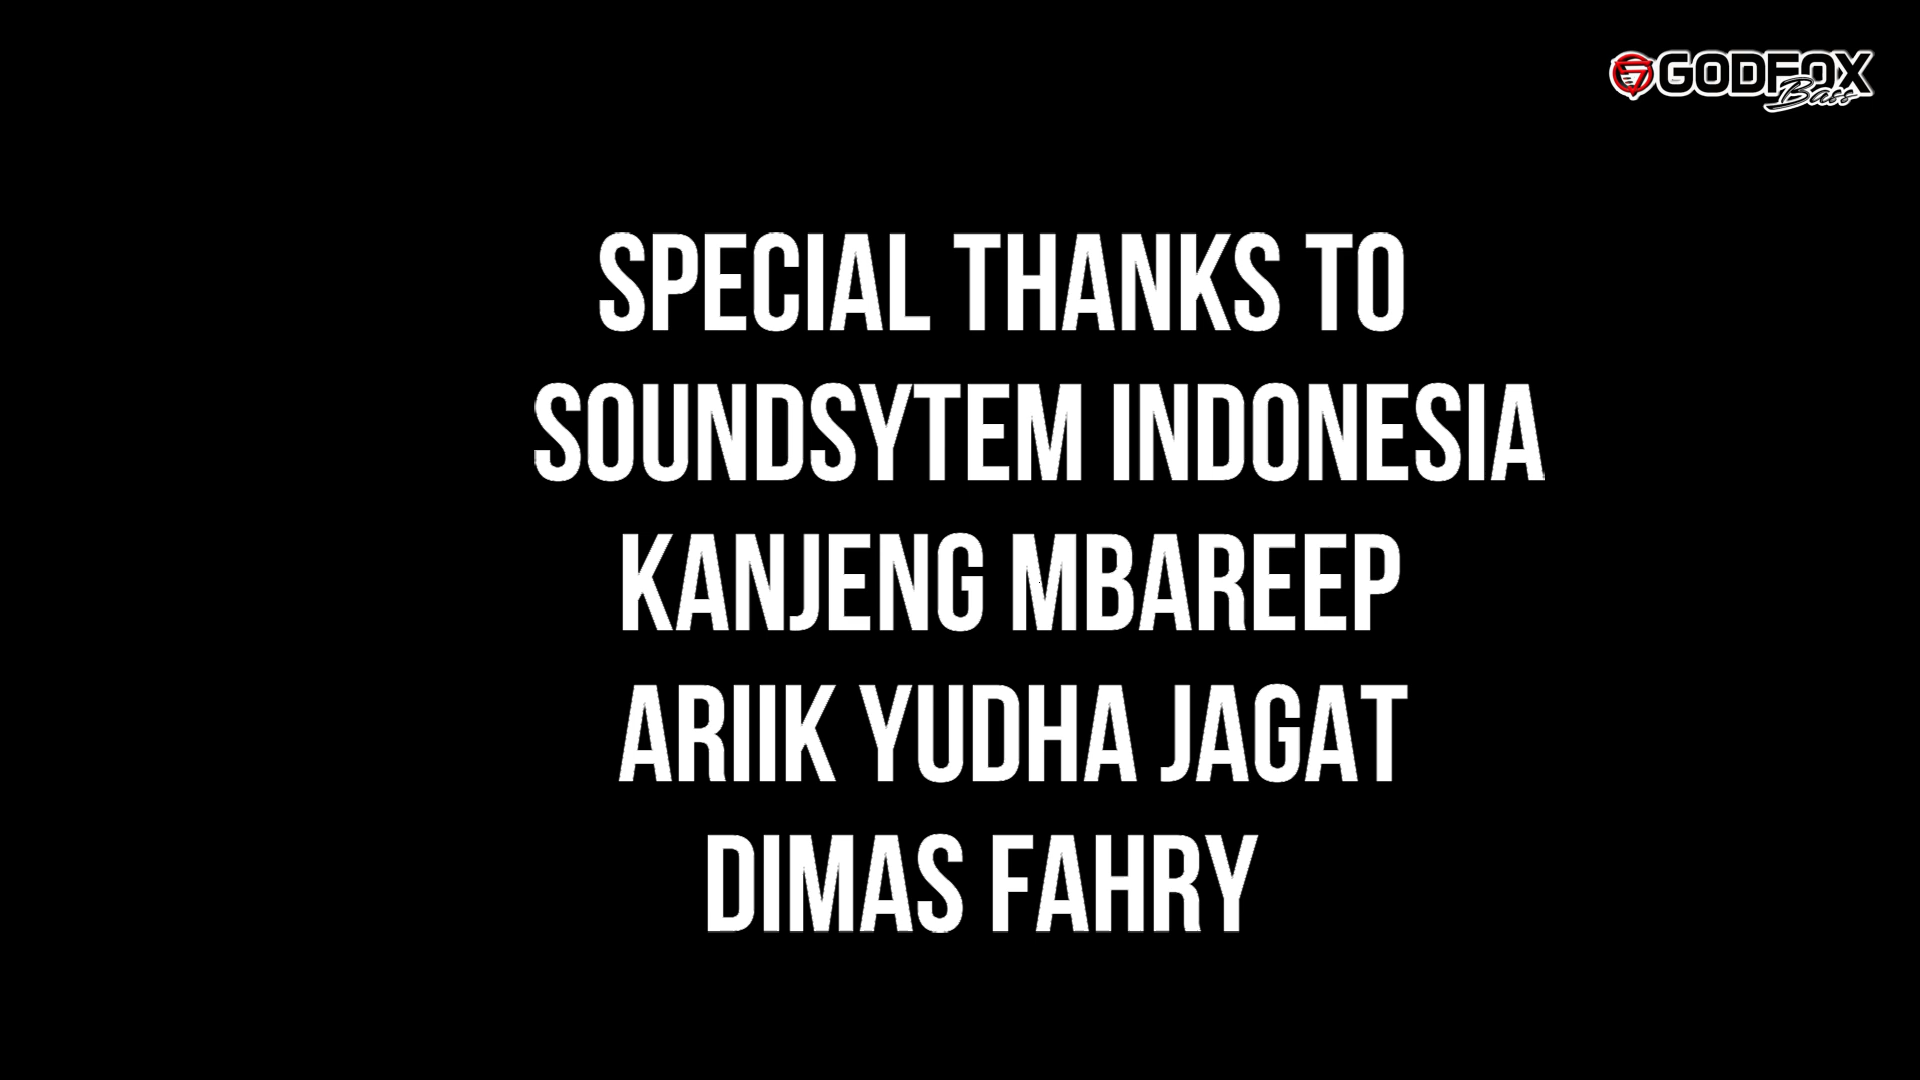 GODFOX
Bass
SPECIAL THANKS TO
SOUNDSYTEM INDONESIA
KANJENG MBAREEP
ARIIK YUDHA JAGAT
DIMAS FAHRY